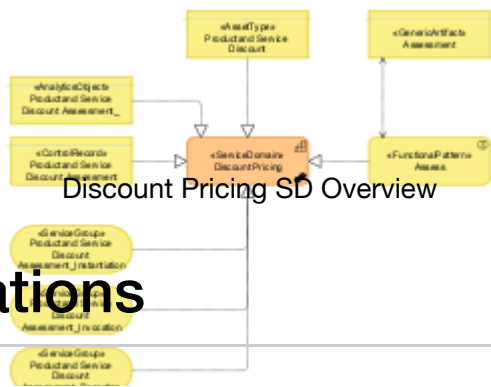 «AssetType»
Product and Service
Discount
«GenericArtifact»
Assessment
«AnalyticsObject»
Product and Service
Discount Assessment_
«ControlRecord»
Product and Service
Discount Assessment
«ServiceDomain»
Discount Pricing
«FunctionalPattern»
Assess
Discount Pricing SD Overview
«ServiceGroup»
Product and Service
Discount
Assessment_Instantiation
ations
«ServiceGroup»
Discount
Assessment_Invocation
«ServiceGroup»
Product and Service
Discount